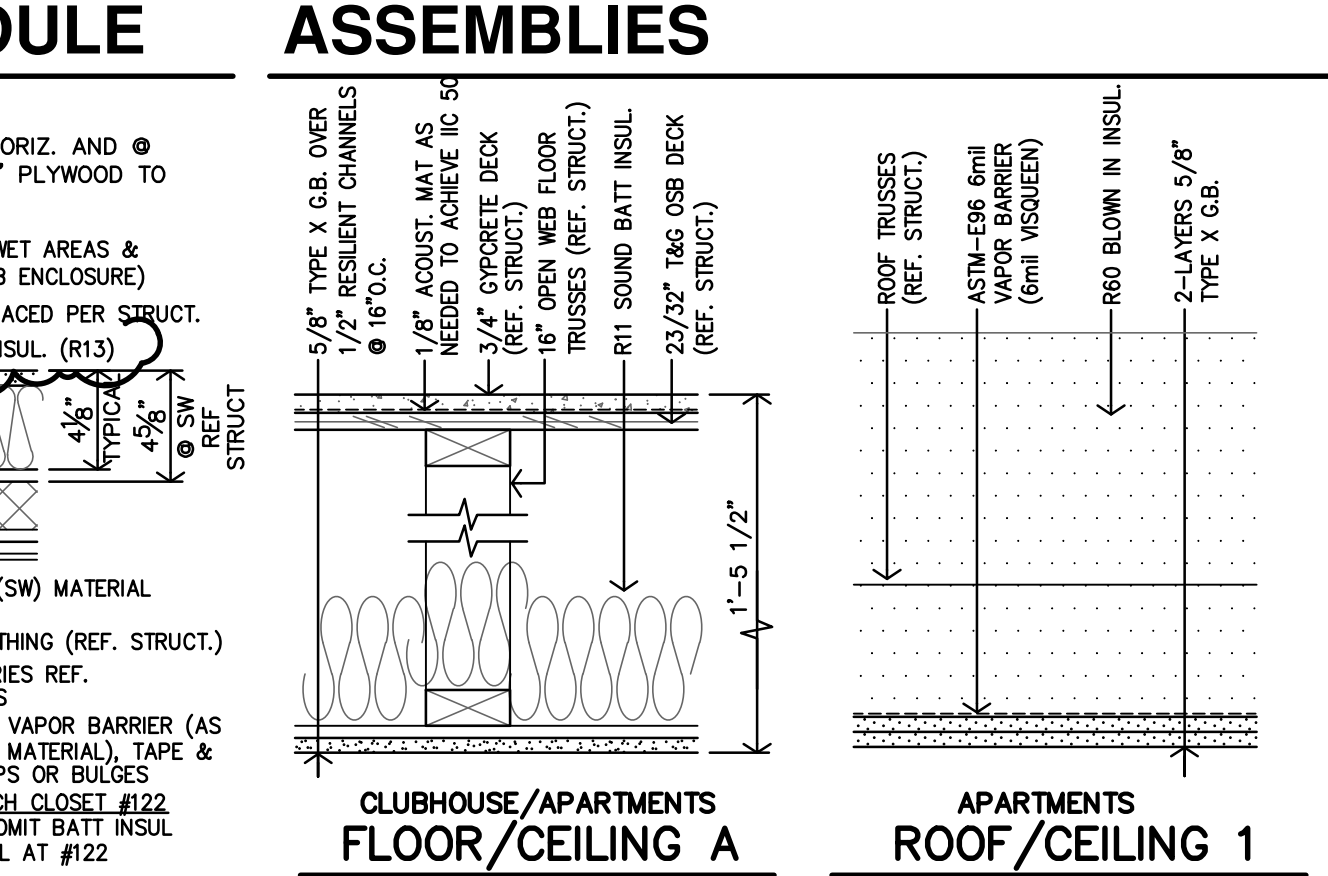 ASSEMBLIES
ORIZ. AND @
PLYWOOD TO
WET AREAS &
ENCLOSURE)
ACED PER STRUCT.
(R13)
4 1/8"
TYPICAL
4 5/8"
@ SW
REF
STRUCT
(SW) MATERIAL
THING (REF. STRUCT.)
RIES REF.
VAPOR BARRIER (AS
MATERIAL), TAPE &
PS OR BULGES
CH CLOSET #122
OMIT BATT INSUL
L AT #122
5/8" TYPE X G.B. OVER
1/2" RESILIENT CHANNELS
@ 16"O.C.
1/8" ACOUST. MAT AS
NEEDED TO ACHIEVE IIC 50
3/4" GYPCRETE DECK
(REF. STRUCT.)
16" OPEN WEB FLOOR
TRUSSES (REF. STRUCT.)
R11 SOUND BATT INSUL.
23/32" T&G OSB DECK
(REF. STRUCT.)
1'-5 1/2"
CLUBHOUSE/APARTMENTS
FLOOR/CEILING A
ROOF TRUSSES
(REF. STRUCT.)
ASTM-E96 6mil
VAPOR BARRIER
(6mil VISQUEEN)
R60 BLOWN IN INSUL.
2-LAYERS 5/8"
TYPE X G.B.
APARTMENTS
ROOF/CEILING 1